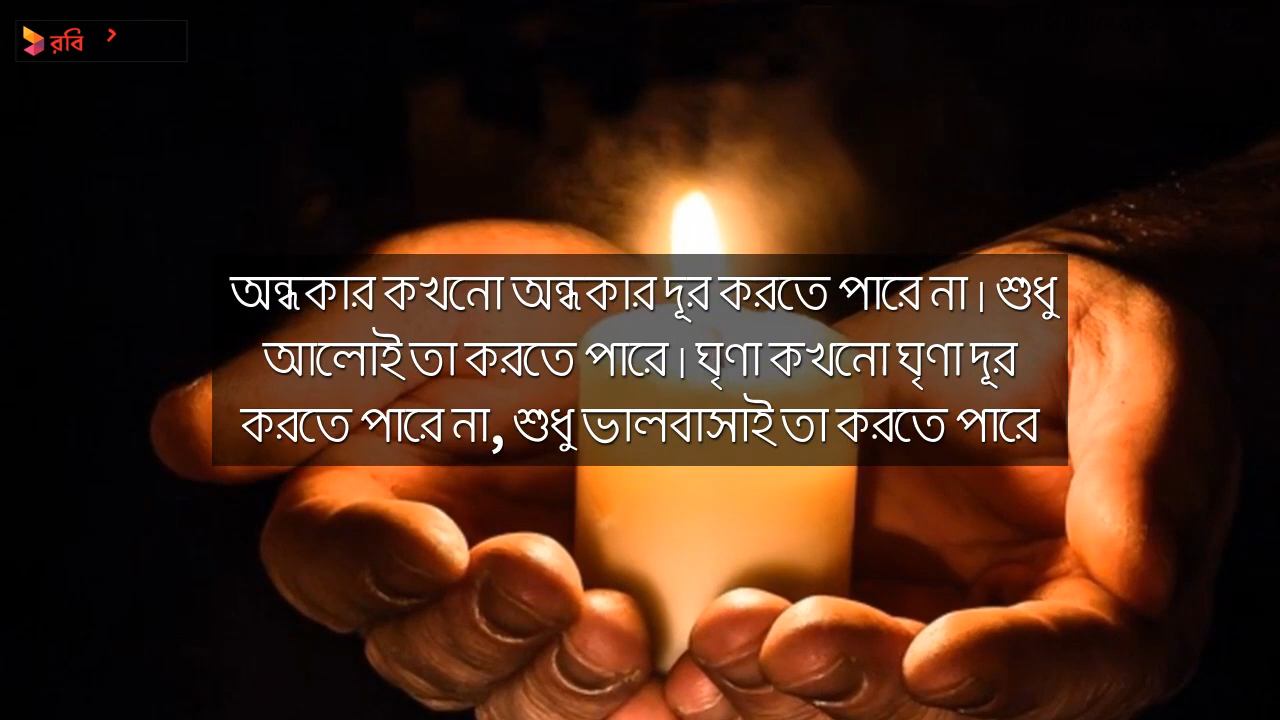 রবি
অন্ধকার কখনো অন্ধকার দূর করতে পারে না। শুধু
আলোই তা করতে পারে। ঘৃণা কখনো ঘৃণা দূর
করতে পারে না, শুধু ভালবাসাই তা করতে পারে